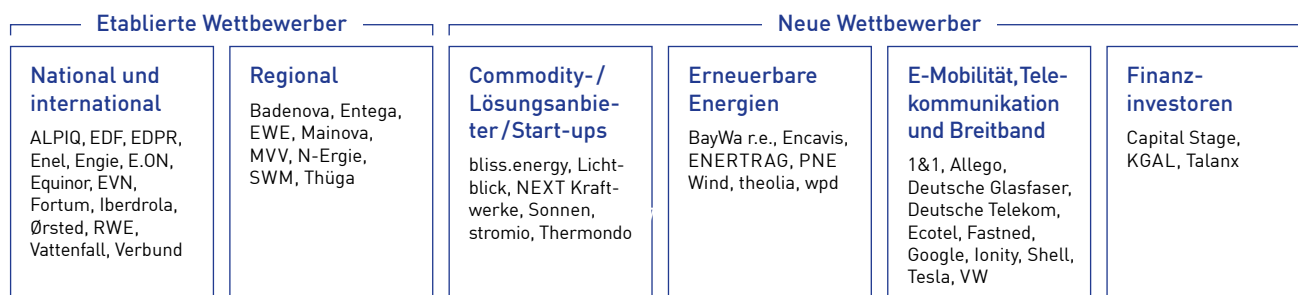 Etablierte Wettbewerber
Neue Wettbewerber
National und
international
ALPIQ, EDF, EDPR,
Enel, Engie, E.ON,
Equinor, EVN,
Fortum, Iberdrola,
Ørsted, RWE,
Vattenfall, Verbund
Regional
Badenova, Entega,
EWE, Mainova,
MVV, N-Ergie,
SWM, Thüga
Commodity-/
Lösungsanbie-
ter/Start-ups
bliss.energy, Licht-
blick, NEXT Kraft-
werke, Sonnen,
stromio, Thermondo
Erneuerbare
Energien
BayWa r.e., Encavis,
ENERTRAG, PNE
Wind, theolia, wpd
E-Mobilität, Tele-
kommunikation
und Breitband
1&1, Allego,
Deutsche Glasfaser,
Deutsche Telekom,
Ecotel, Fastned,
Google, Ionity, Shell,
Tesla, VW
Finanz-
investoren
Capital Stage,
KGAL, Talanx